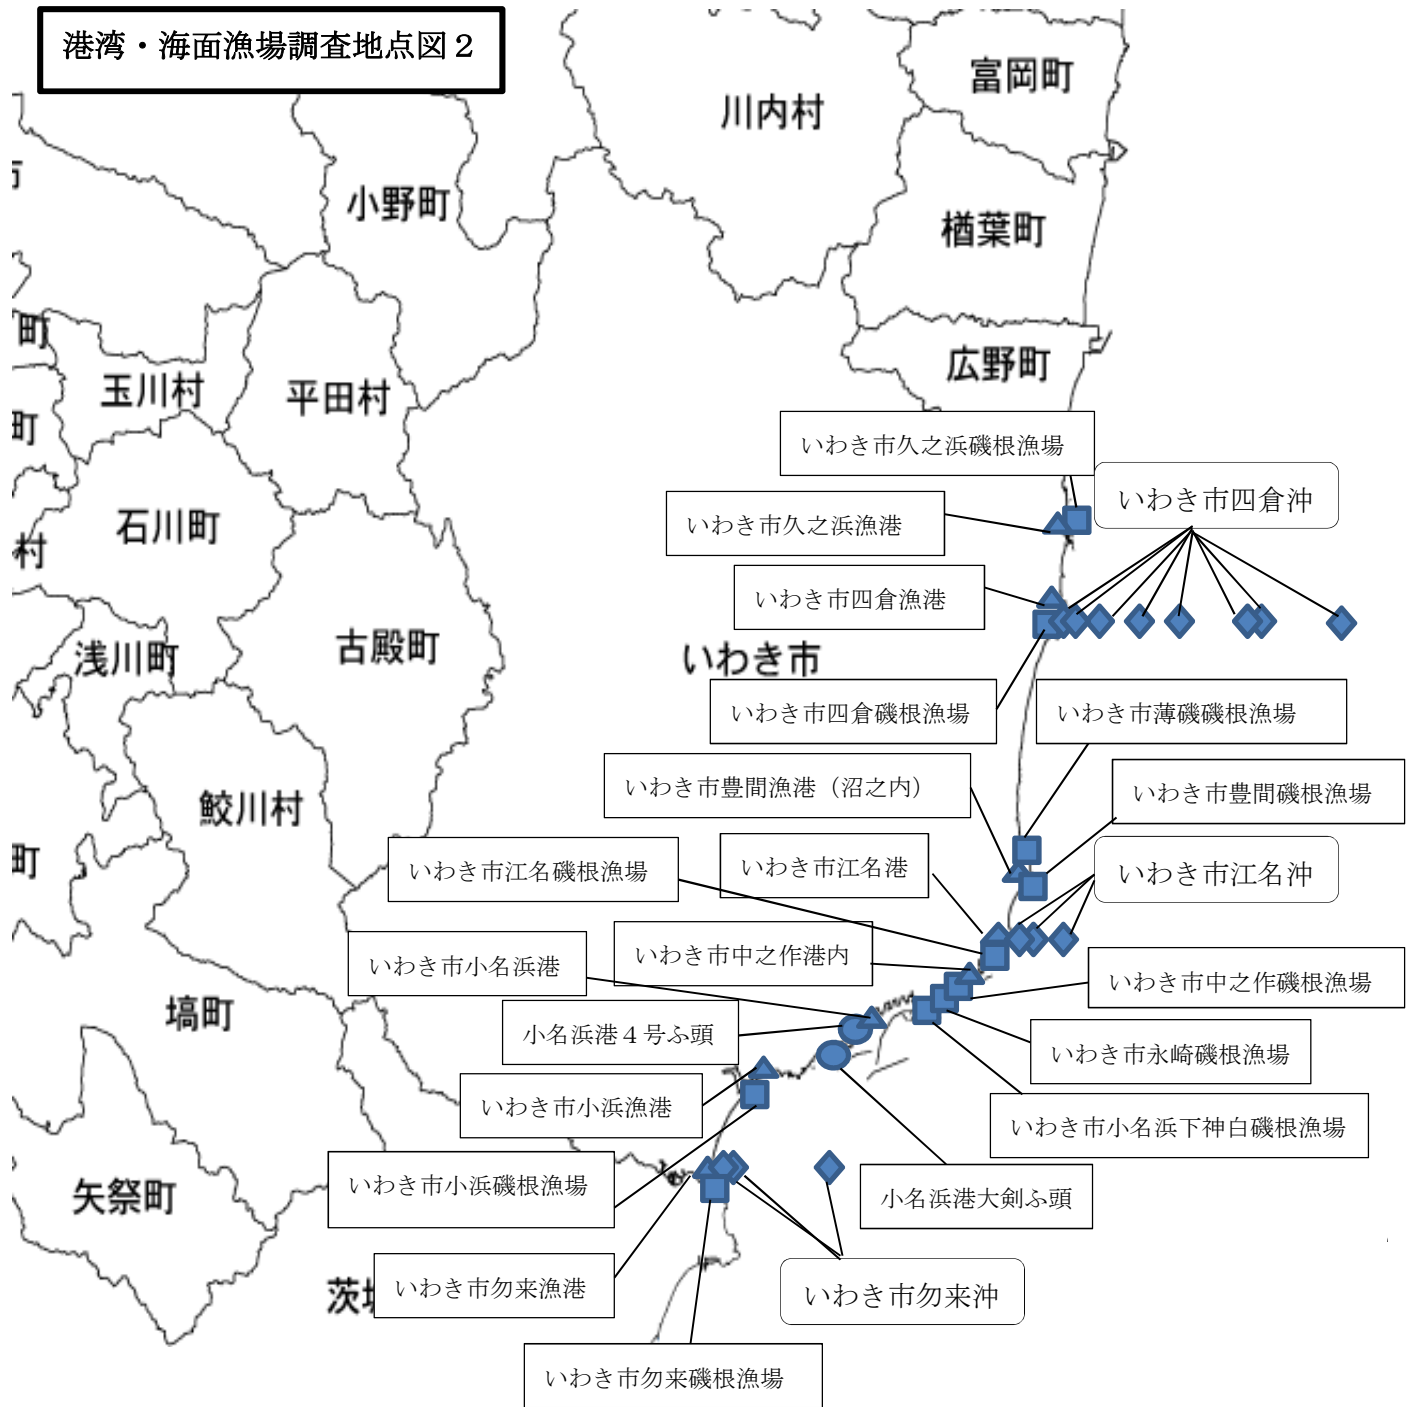 港湾・海面漁場調査地点図２
富岡町
川内村
小野町
楢葉町
町
広野町
玉川村
平田村
町
いわき市久之浜磯根漁場
いわき市四倉沖
石川町
いわき市久之浜漁港
村
いわき市四倉漁港
古殿町
浅川町
いわき市
いわき市四倉磯根漁場
いわき市薄磯磯根漁場
いわき市豊間漁港（沼之内）
いわき市豊間磯根漁場
鮫川村
町
いわき市江名磯根漁場
いわき市江名港
いわき市江名沖
いわき市小名浜港
いわき市中之作港内
いわき市中之作磯根漁場
塙町
小名浜港４号ふ頭
いわき市永崎磯根漁場
いわき市小浜漁港
いわき市小名浜下神白磯根漁場
矢祭町
いわき市小浜磯根漁場
小名浜港大剣ふ頭
茨
いわき市勿来漁港
いわき市勿来沖
いわき市勿来磯根漁場